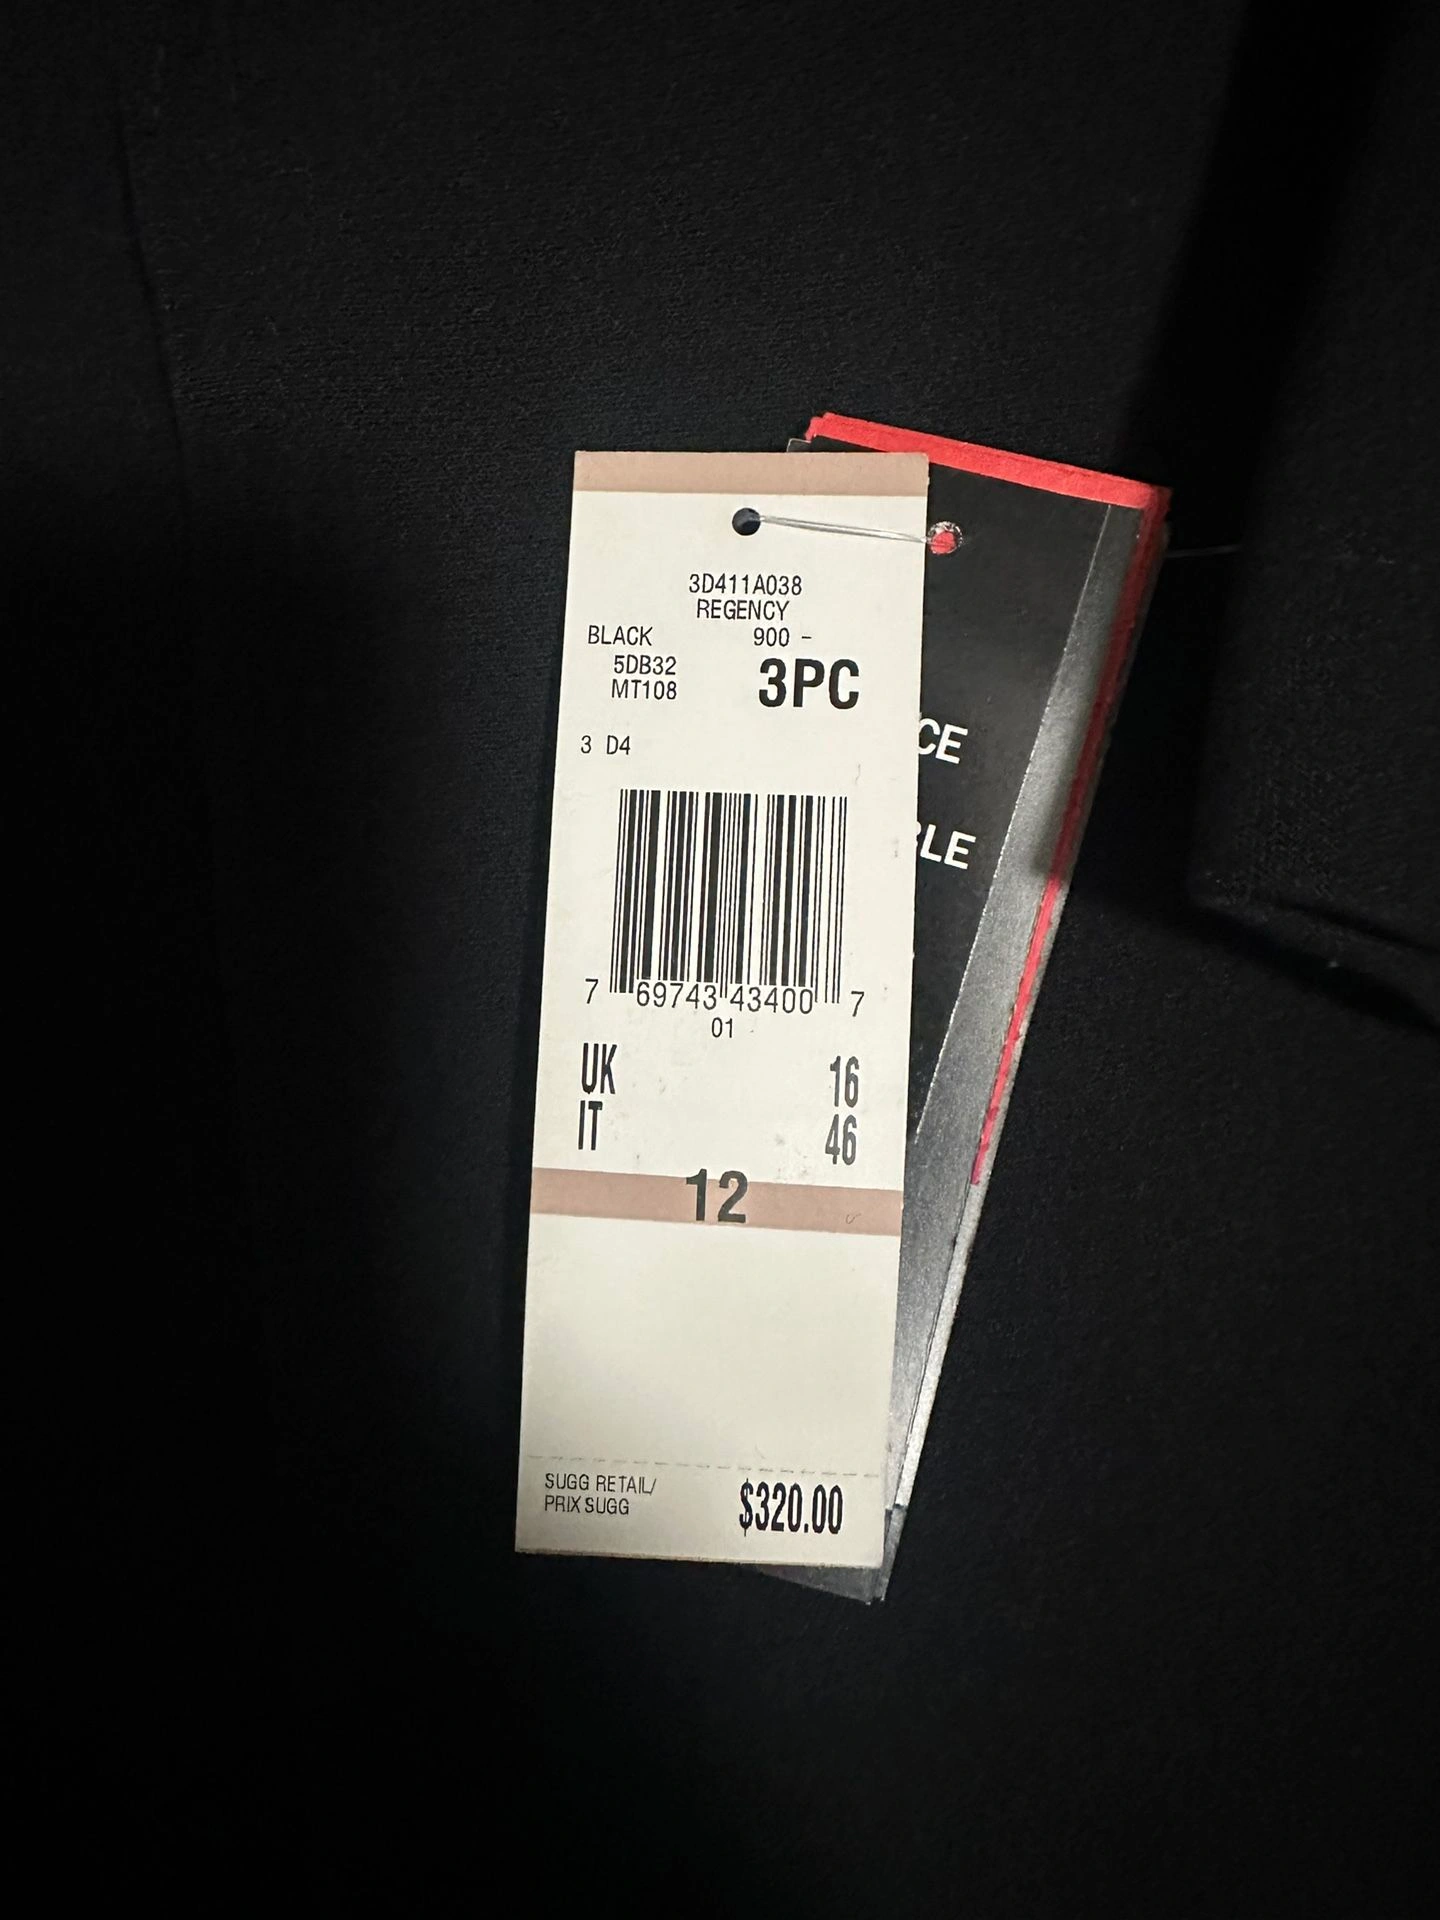 3D411A038
REGENCY
BLACK 900 -
5DB32
MT108 3PC
3 D4
7 69743 43400 7
01
UK 16
IT 46
12
SUGG RETAIL/
PRIX SUGG $320.00
CE
LE